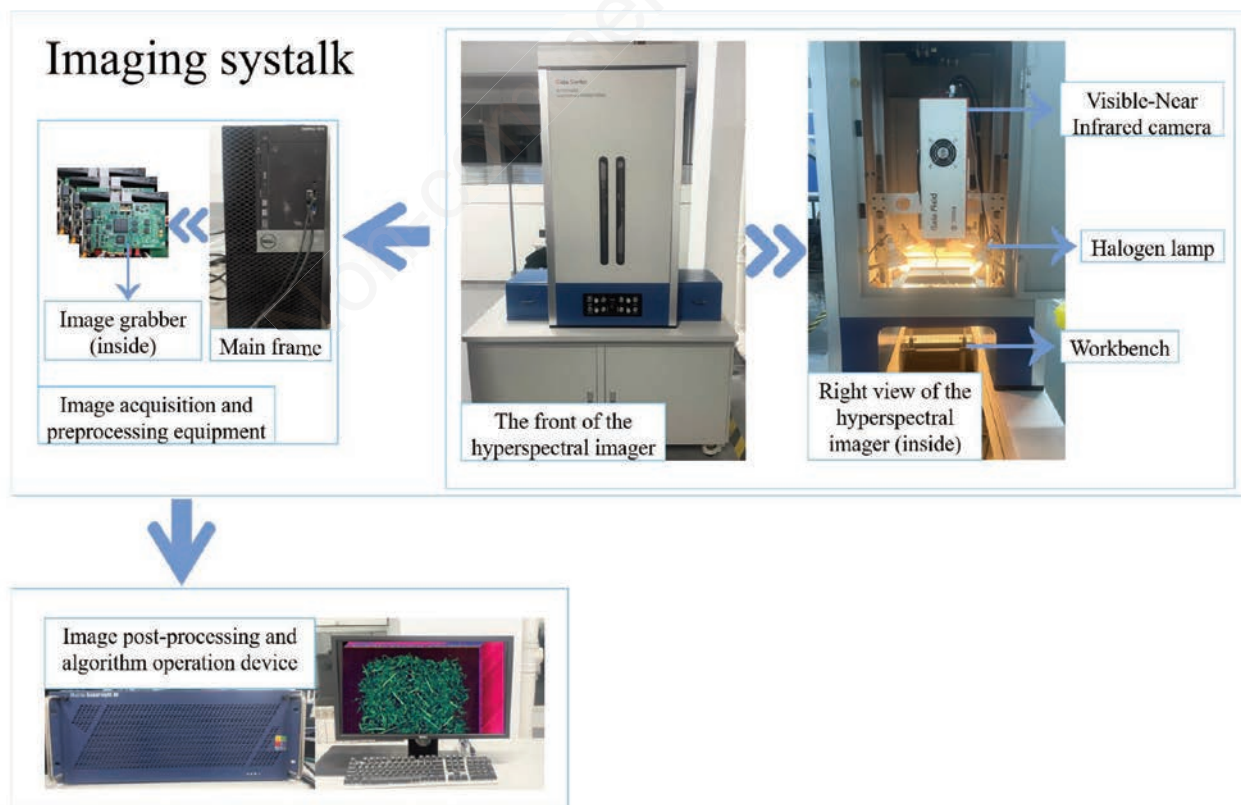 Imaging systalk
Image grabber
(inside)
Main frame
Image acquisition and
preprocessing equipment
The front of the
hyperspectral imager
Visible-Near
Infrared camera
Halogen lamp
Workbench
Right view of the
hyperspectral
imager (inside)
Image post-processing and
algorithm operation device
DELL